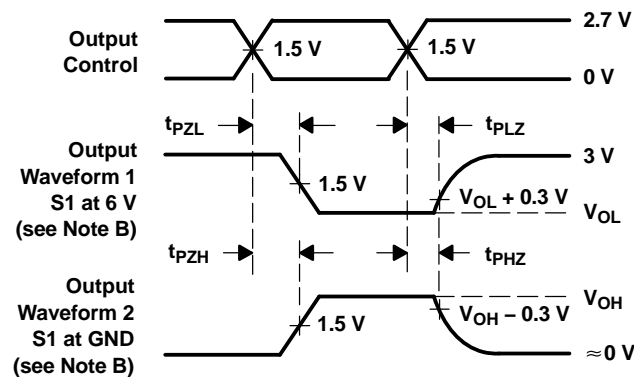 Output
Control
1.5 V
1.5 V
2.7 V
0 V
tPZL
tPLZ
Output
Waveform 1
S1 at 6 V
(see Note B)
1.5 V
3 V
VOL + 0.3 V
VOL
tPZH
tPHZ
Output
Waveform 2
S1 at GND
(see Note B)
1.5 V
VOH
VOH – 0.3 V
≈0 V